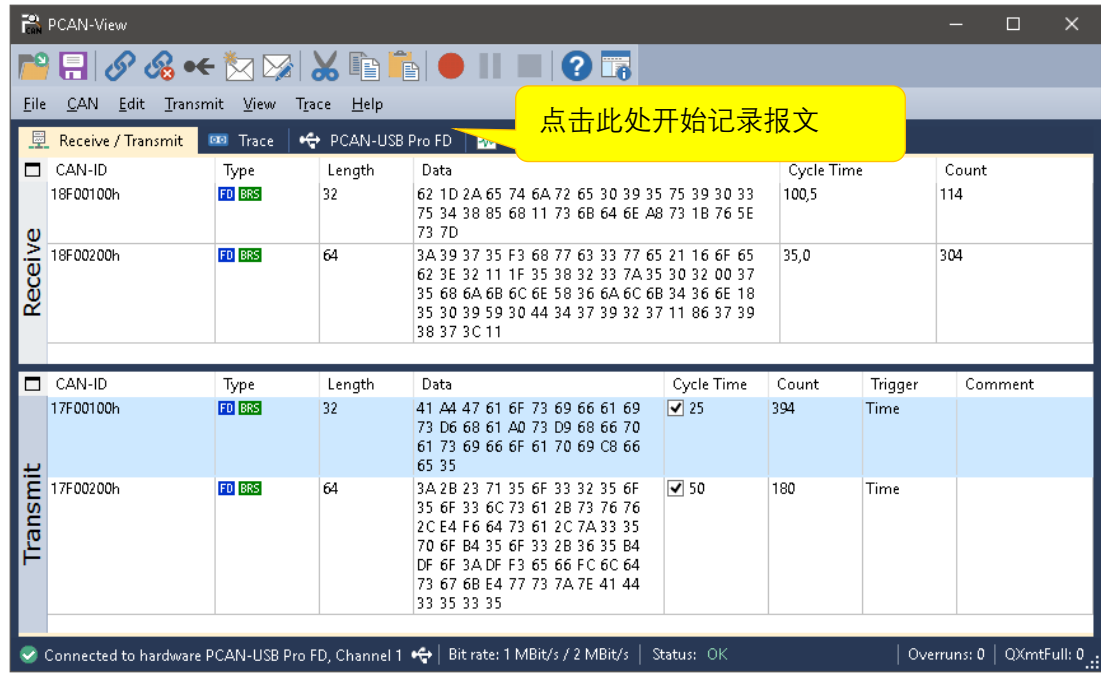 PCAN-View
File CAN Edit Transmit View Trace Help
点击此处开始记录报文
Receive / Transmit Trace PCAN-USB Pro FD
CAN-ID Type Length Data Cycle Time Count
18F00100h FD BRS 32 62 1D 2A 65 74 6A 72 65 30 39 35 75 39 30 33 100,5 114
75 34 38 85 68 11 73 6B 64 6E A8 73 1B 76 5E
73 7D
18F00200h FD BRS 64 3A 39 37 35 F3 68 77 63 33 77 65 21 16 6F 65 35,0 304
62 3E 32 11 1F 35 38 32 33 7A 35 30 32 00 37
35 68 6A 6B 6C 6E 58 36 6A 6C 6B 34 36 6E 18
35 30 39 59 30 44 34 37 39 32 37 11 86 37 39
38 37 3C 11
Receive
CAN-ID Type Length Data Cycle Time Count Trigger Comment
17F00100h FD BRS 32 41 A4 47 61 6F 73 69 66 61 69 25 394 Time
73 D6 68 61 A0 73 D9 68 66 70
61 73 69 66 6F 61 70 69 C8 66
65 35
17F00200h FD BRS 64 3A 2B 23 71 35 6F 33 32 35 6F 50 180 Time
35 6F 33 6C 73 61 2B 73 76 76
2C E4 F6 64 73 61 2C 7A 33 35
70 6F B4 35 6F 33 2B 36 35 B4
DF 6F 3A DF F3 65 66 FC 6C 64
73 67 6B E4 77 73 7A 7E 41 44
33 35 33 35
Transmit
Connected to hardware PCAN-USB Pro FD, Channel 1 Bit rate: 1 MBit/s / 2 MBit/s Status: OK Overruns: 0 QXmtFull: 0